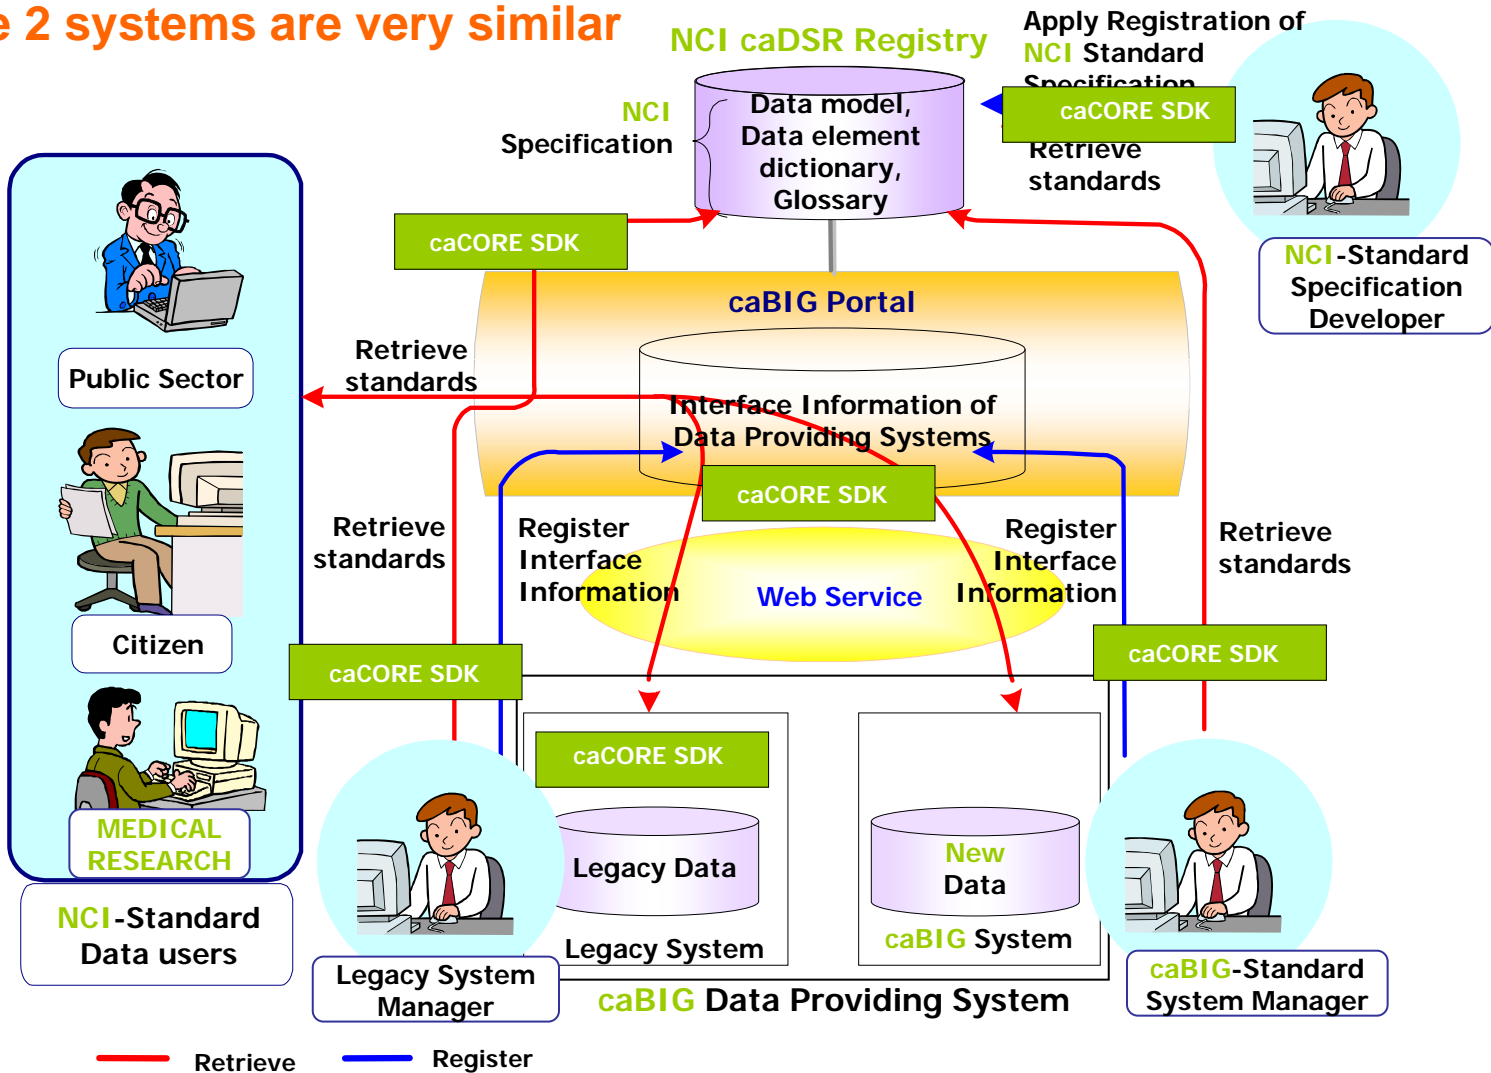 e 2 systems are very similar
NCI caDSR Registry
Apply Registration of
NCI Standard
Specification
caCORE SDK
Retrieve
standards
NCI
Specification
Data model,
Data element
dictionary,
Glossary
NCI-Standard
Specification
Developer
caCORE SDK
caBIG Portal
Retrieve
standards
Interface Information of
Data Providing Systems
caCORE SDK
Public Sector
Citizen
MEDICAL
RESEARCH
NCI-Standard
Data users
Retrieve
standards
Register
Interface
Information
Web Service
Register
Interface
Information
Retrieve
standards
caCORE SDK
caCORE SDK
caCORE SDK
Legacy Data
Legacy System
New
Data
caBIG System
Legacy System
Manager
caBIG Data Providing System
caBIG-Standard
System Manager
Retrieve
Register